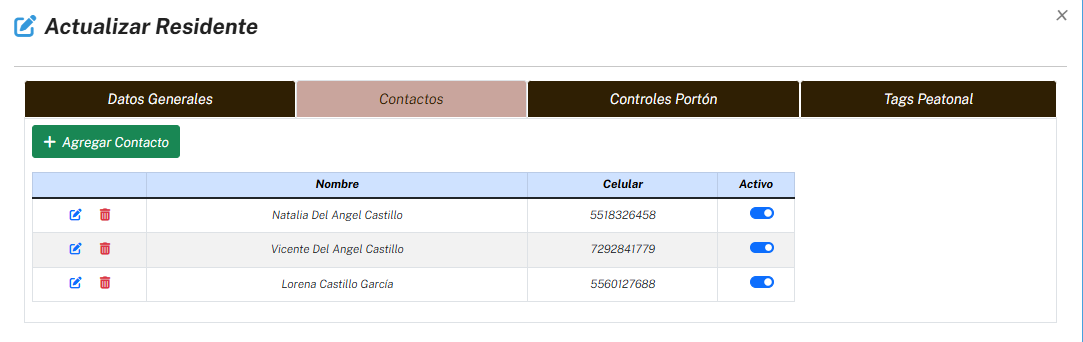 Actualizar Residente
Datos Generales Contactos Controles Portón Tags Peatonal
Agregar Contacto
Nombre Celular Activo
Natalia Del Angel Castillo 5518326458
Vicente Del Angel Castillo 7292841779
Lorena Castillo García 5560127688